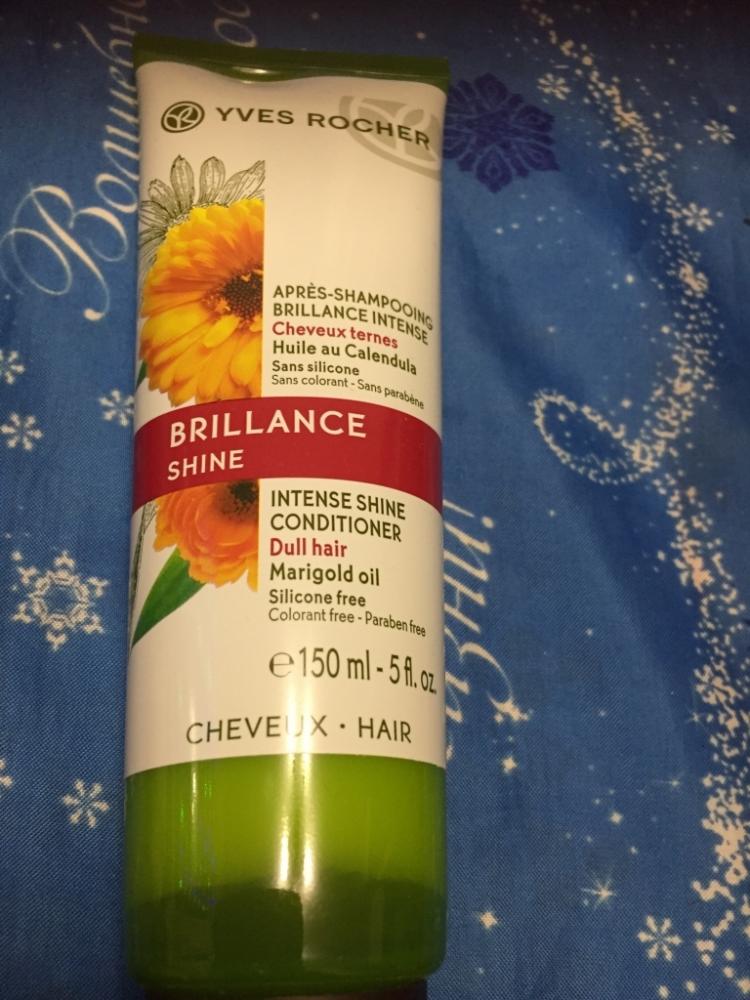 YVES ROCHER
APRÈS-SHAMPOOING
BRILLANCE INTENSE
Cheveux ternes
Huile au Calendula
Sans silicone
Sans colorant - Sans parabène
BRILLANCE
SHINE
INTENSE SHINE
CONDITIONER
Dull hair
Marigold oil
Silicone free
Colorant free - Paraben free
℮150 ml - 5 fl. oz.
CHEVEUX · HAIR